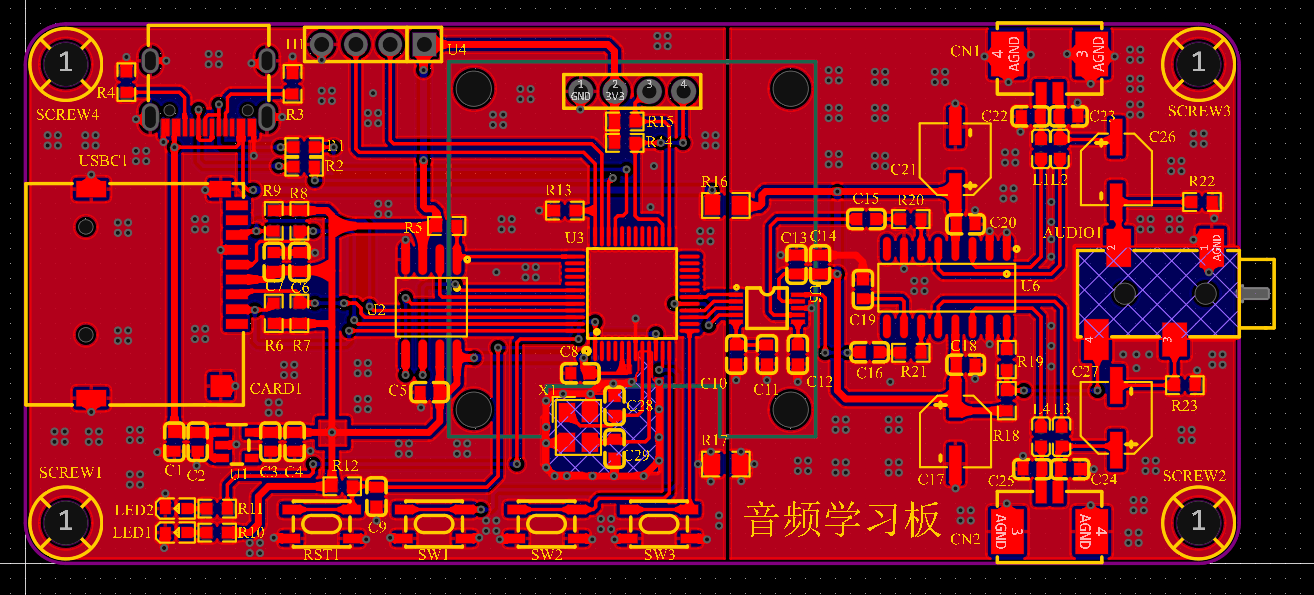 H1
U4
CN1
4
AGND
3
AGND
1
SCREW4
R4
R3
1
GND
2
3V3
3
4
1
SCREW3
R15
R14
C22
C23
C26
USBC1
R1
R2
C21
L1
L2
R9
R8
R13
R16
C15
R20
C20
R22
R5
U3
AUDIO1
2
1
AGND
C13
C14
C7
C6
U2
U5
U6
C19
R6
R7
C8
C10
C11
C12
C16
R21
C18
R19
C27
4
3
CARD1
C5
X1
C28
R23
C29
R18
L4
L3
R17
C1
C2
U1
C3
C4
R12
SCREW1
C17
C25
C24
SCREW2
LED2
R11
LED1
R10
C9
1
RST1
SW1
SW2
SW3
音频学习板
CN2
AGND
3
AGND
4
1